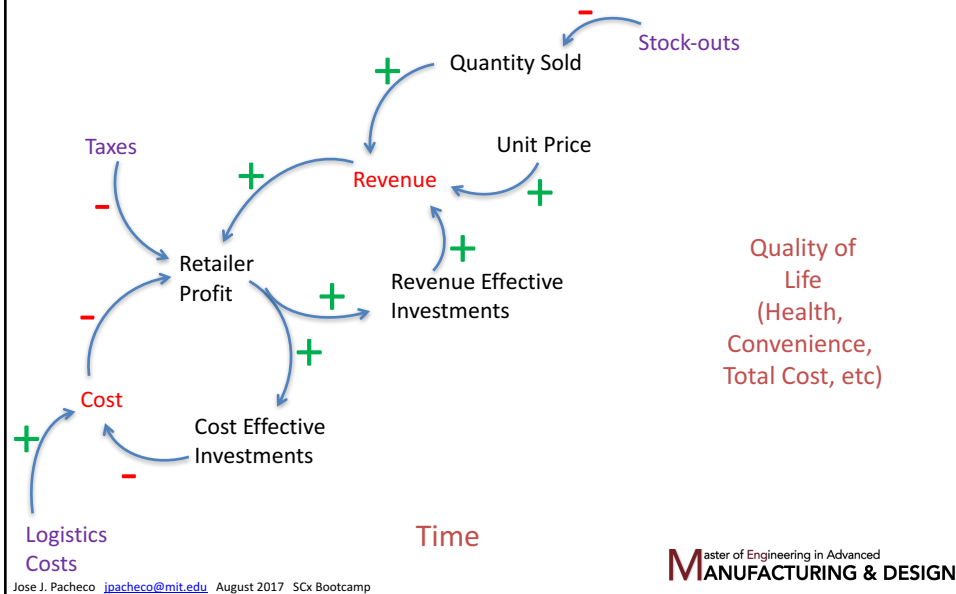 Stock-outs
Quantity Sold
Unit Price
Taxes
Revenue
Retailer
Profit
Revenue Effective
Investments
Quality of
Life
(Health,
Convenience,
Total Cost, etc)
Cost
Cost Effective
Investments
Logistics
Costs
Time
Jose J. Pacheco jpacheco@mit.edu August 2017 SCx Bootcamp
Master of Engineering in Advanced
MANUFACTURING & DESIGN